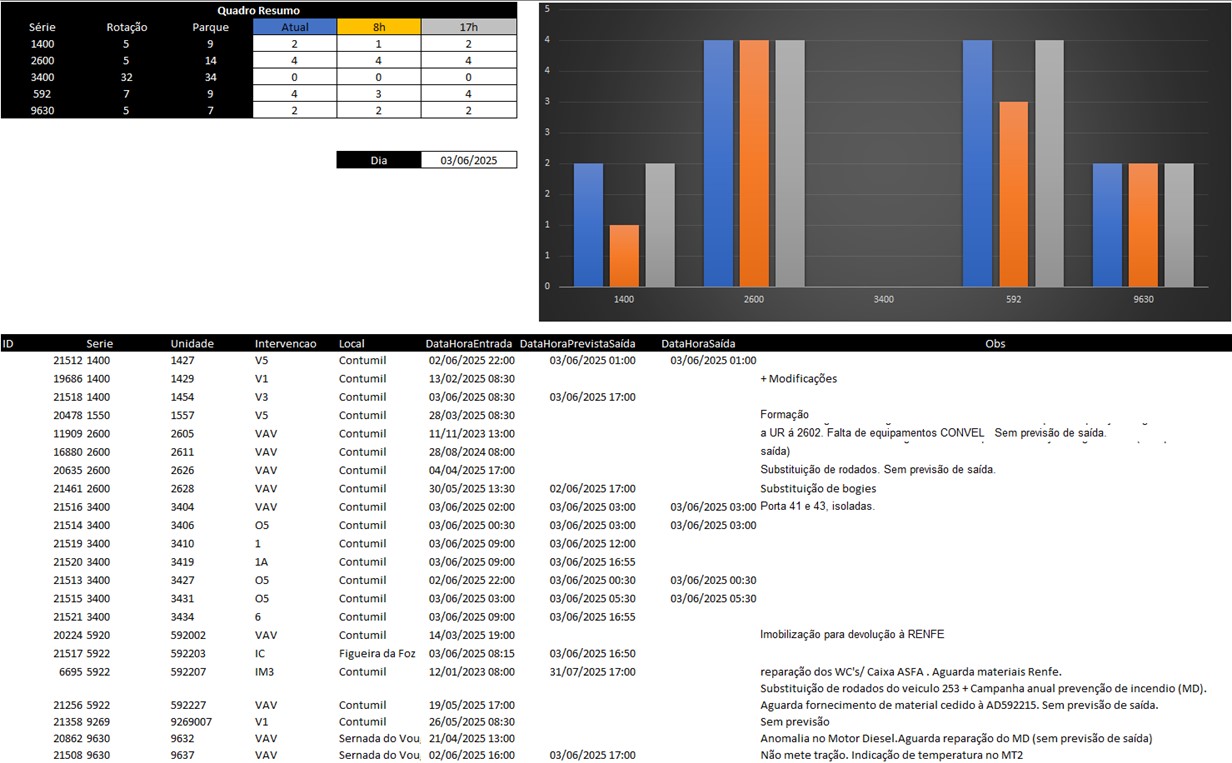 Quadro Resumo
Série Rotação Parque Atual 8h 17h
1400 5 9 2 1 2
2600 5 14 4 4 4
3400 32 34 0 0 0
592 7 9 4 3 4
9630 5 7 2 2 2
Dia 03/06/2025
5
4
4
3
3
2
2
1
1
0
1400 2600 3400 592 9630
ID Serie Unidade Intervencao Local DataHoraEntrada DataHoraPrevistaSaída DataHoraSaída Obs
21512 1400 1427 V5 Contumil 02/06/2025 22:00 03/06/2025 01:00 03/06/2025 01:00
19686 1400 1429 V1 Contumil 13/02/2025 08:30 + Modificações
21518 1400 1454 V3 Contumil 03/06/2025 08:30 03/06/2025 17:00
20478 1550 1557 V5 Contumil 28/03/2025 08:30 Formação
11909 2600 2605 VAV Contumil 11/11/2023 13:00 a UR á 2602. Falta de equipamentos CONVEL Sem previsão de saída.
16880 2600 2611 VAV Contumil 28/08/2024 08:00 saída)
20635 2600 2626 VAV Contumil 04/04/2025 17:00 Substituição de rodados. Sem previsão de saída.
21461 2600 2628 VAV Contumil 30/05/2025 13:30 02/06/2025 17:00 Substituição de bogies
21516 3400 3404 VAV Contumil 03/06/2025 02:00 03/06/2025 03:00 03/06/2025 03:00 Porta 41 e 43, isoladas.
21514 3400 3406 O5 Contumil 03/06/2025 00:30 03/06/2025 03:00 03/06/2025 03:00
21519 3400 3410 1 Contumil 03/06/2025 09:00 03/06/2025 12:00
21520 3400 3419 1A Contumil 03/06/2025 09:00 03/06/2025 16:55
21513 3400 3427 O5 Contumil 02/06/2025 22:00 03/06/2025 00:30 03/06/2025 00:30
21515 3400 3431 O5 Contumil 03/06/2025 03:00 03/06/2025 05:30 03/06/2025 05:30
21521 3400 3434 6 Contumil 03/06/2025 09:00 03/06/2025 16:55
20224 5920 592002 VAV Contumil 14/03/2025 19:00 Imobilização para devolução à RENFE
21517 5922 592203 IC Figueira da Foz 03/06/2025 08:15 03/06/2025 16:50
6695 5922 592207 IM3 Contumil 12/01/2023 08:00 31/07/2025 17:00 reparação dos WC's/ Caixa ASFA . Aguarda materiais Renfe.
Substituição de rodados do veiculo 253 + Campanha anual prevenção de incendio (MD).
21256 5922 592227 VAV Contumil 19/05/2025 17:00 Aguarda fornecimento de material cedido à AD592215. Sem previsão de saída.
21358 9269 9269007 V1 Contumil 26/05/2025 08:30 Sem previsão
20862 9630 9632 VAV Sernada do Vou 21/04/2025 13:00 Anomalia no Motor Diesel.Aguarda reparação do MD (sem previsão de saída)
21508 9630 9637 VAV Sernada do Vou 02/06/2025 16:00 03/06/2025 17:00 Não mete tração. Indicação de temperatura no MT2